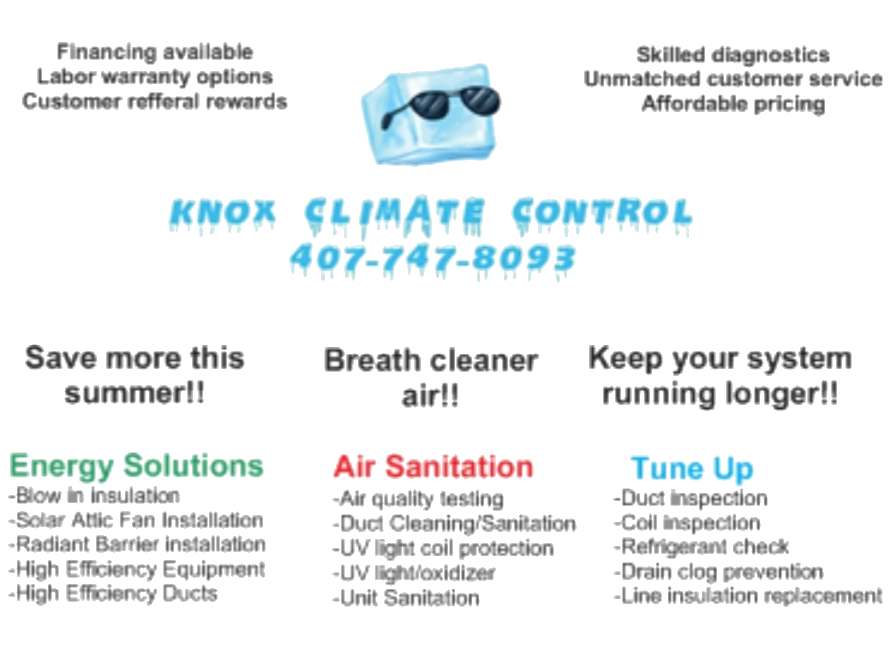 Financing available
Labor warranty options
Customer refferal rewards
Skilled diagnostics
Unmatched customer service
Affordable pricing
KNOX CLIMATE CONTROL
407-747-8093
Save more this
summer!!
Energy Solutions
-Blow in insulation
-Solar Attic Fan Installation
-Radiant Barrier installation
-High Efficiency Equipment
-High Efficiency Ducts
Breath cleaner
air!!
Air Sanitation
-Air quality testing
-Duct Cleaning/Sanitation
-UV light coil protection
-UV light/oxidizer
-Unit Sanitation
Keep your system
running longer!!
Tune Up
-Duct inspection
-Coil inspection
-Refrigerant check
-Drain clog prevention
-Line insulation replacement